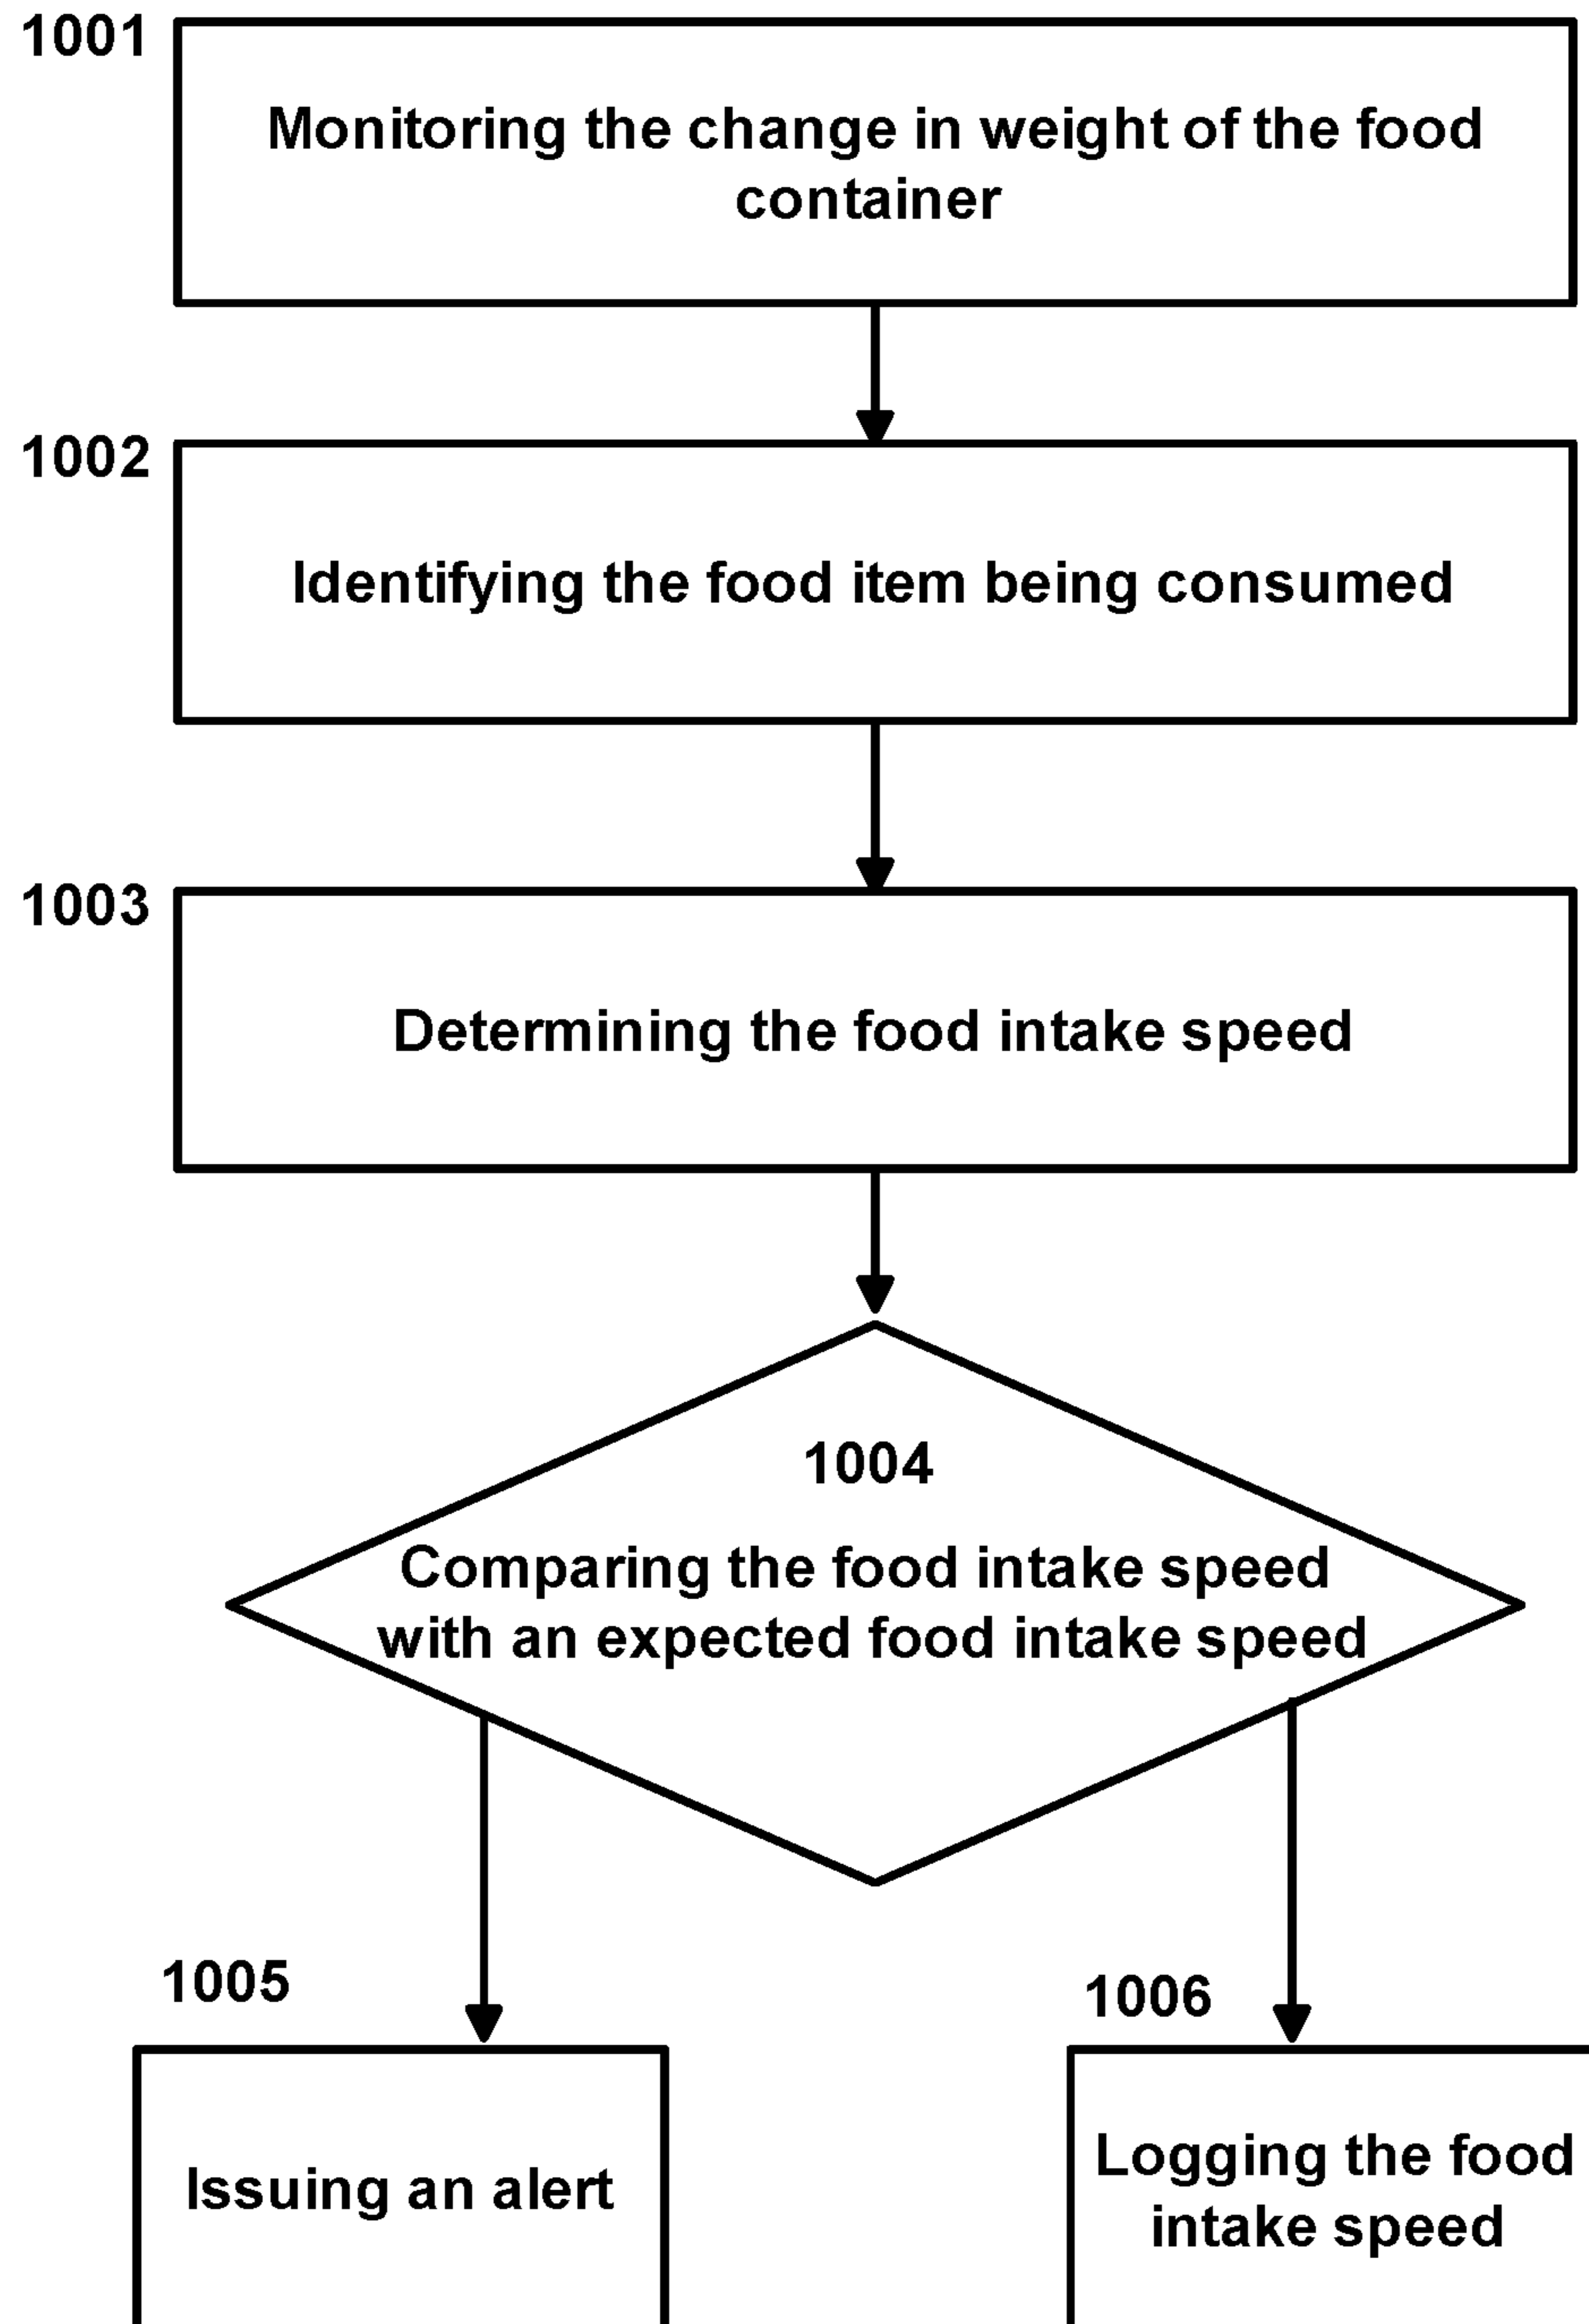 1001
Monitoring the change in weight of the food
container
1002
Identifying the food item being consumed
1003
Determining the food intake speed
1004
Comparing the food intake speed
with an expected food intake speed
1005
Issuing an alert
1006
Logging the food
intake speed